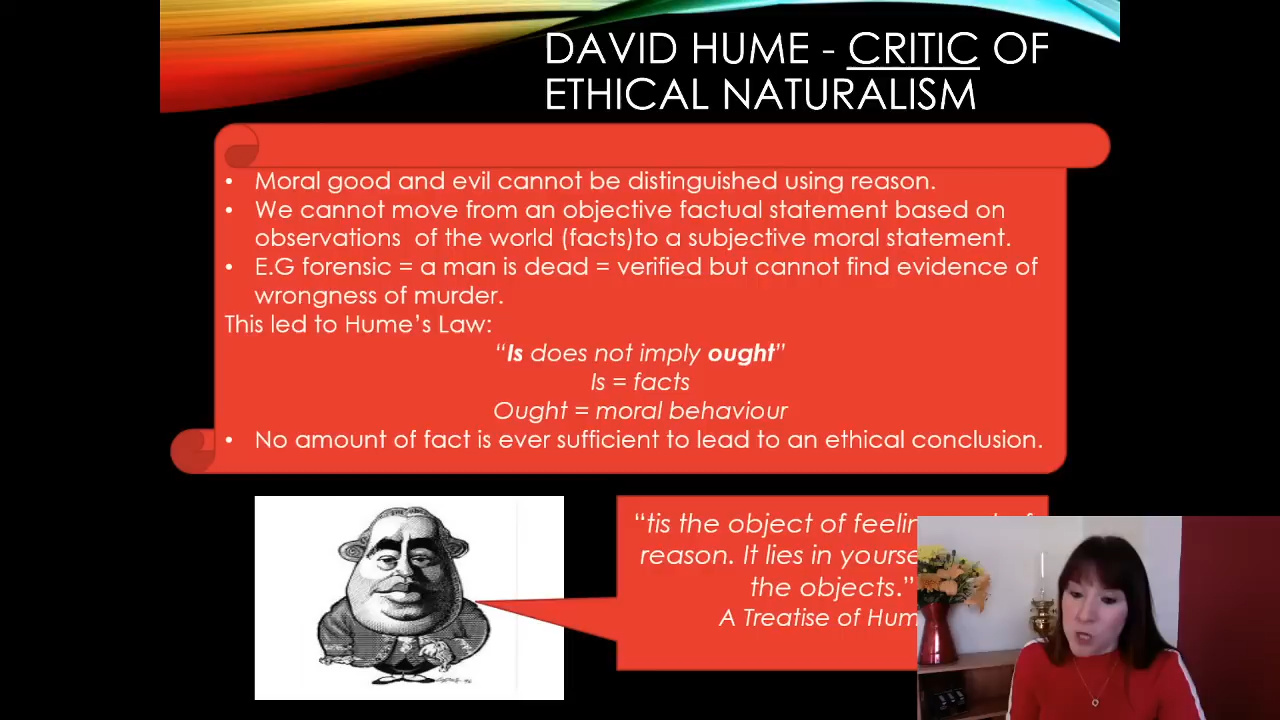 DAVID HUME - CRITIC OF
ETHICAL NATURALISM
• Moral good and evil cannot be distinguished using reason.
• We cannot move from an objective factual statement based on
observations of the world (facts)to a subjective moral statement.
• E.G forensic = a man is dead = verified but cannot find evidence of
wrongness of murder.
This led to Hume’s Law:
“Is does not imply ought”
Is = facts
Ought = moral behaviour
• No amount of fact is ever sufficient to lead to an ethical conclusion.
“tis the object of
reason. It lies in
the objects.”
A Treatise of